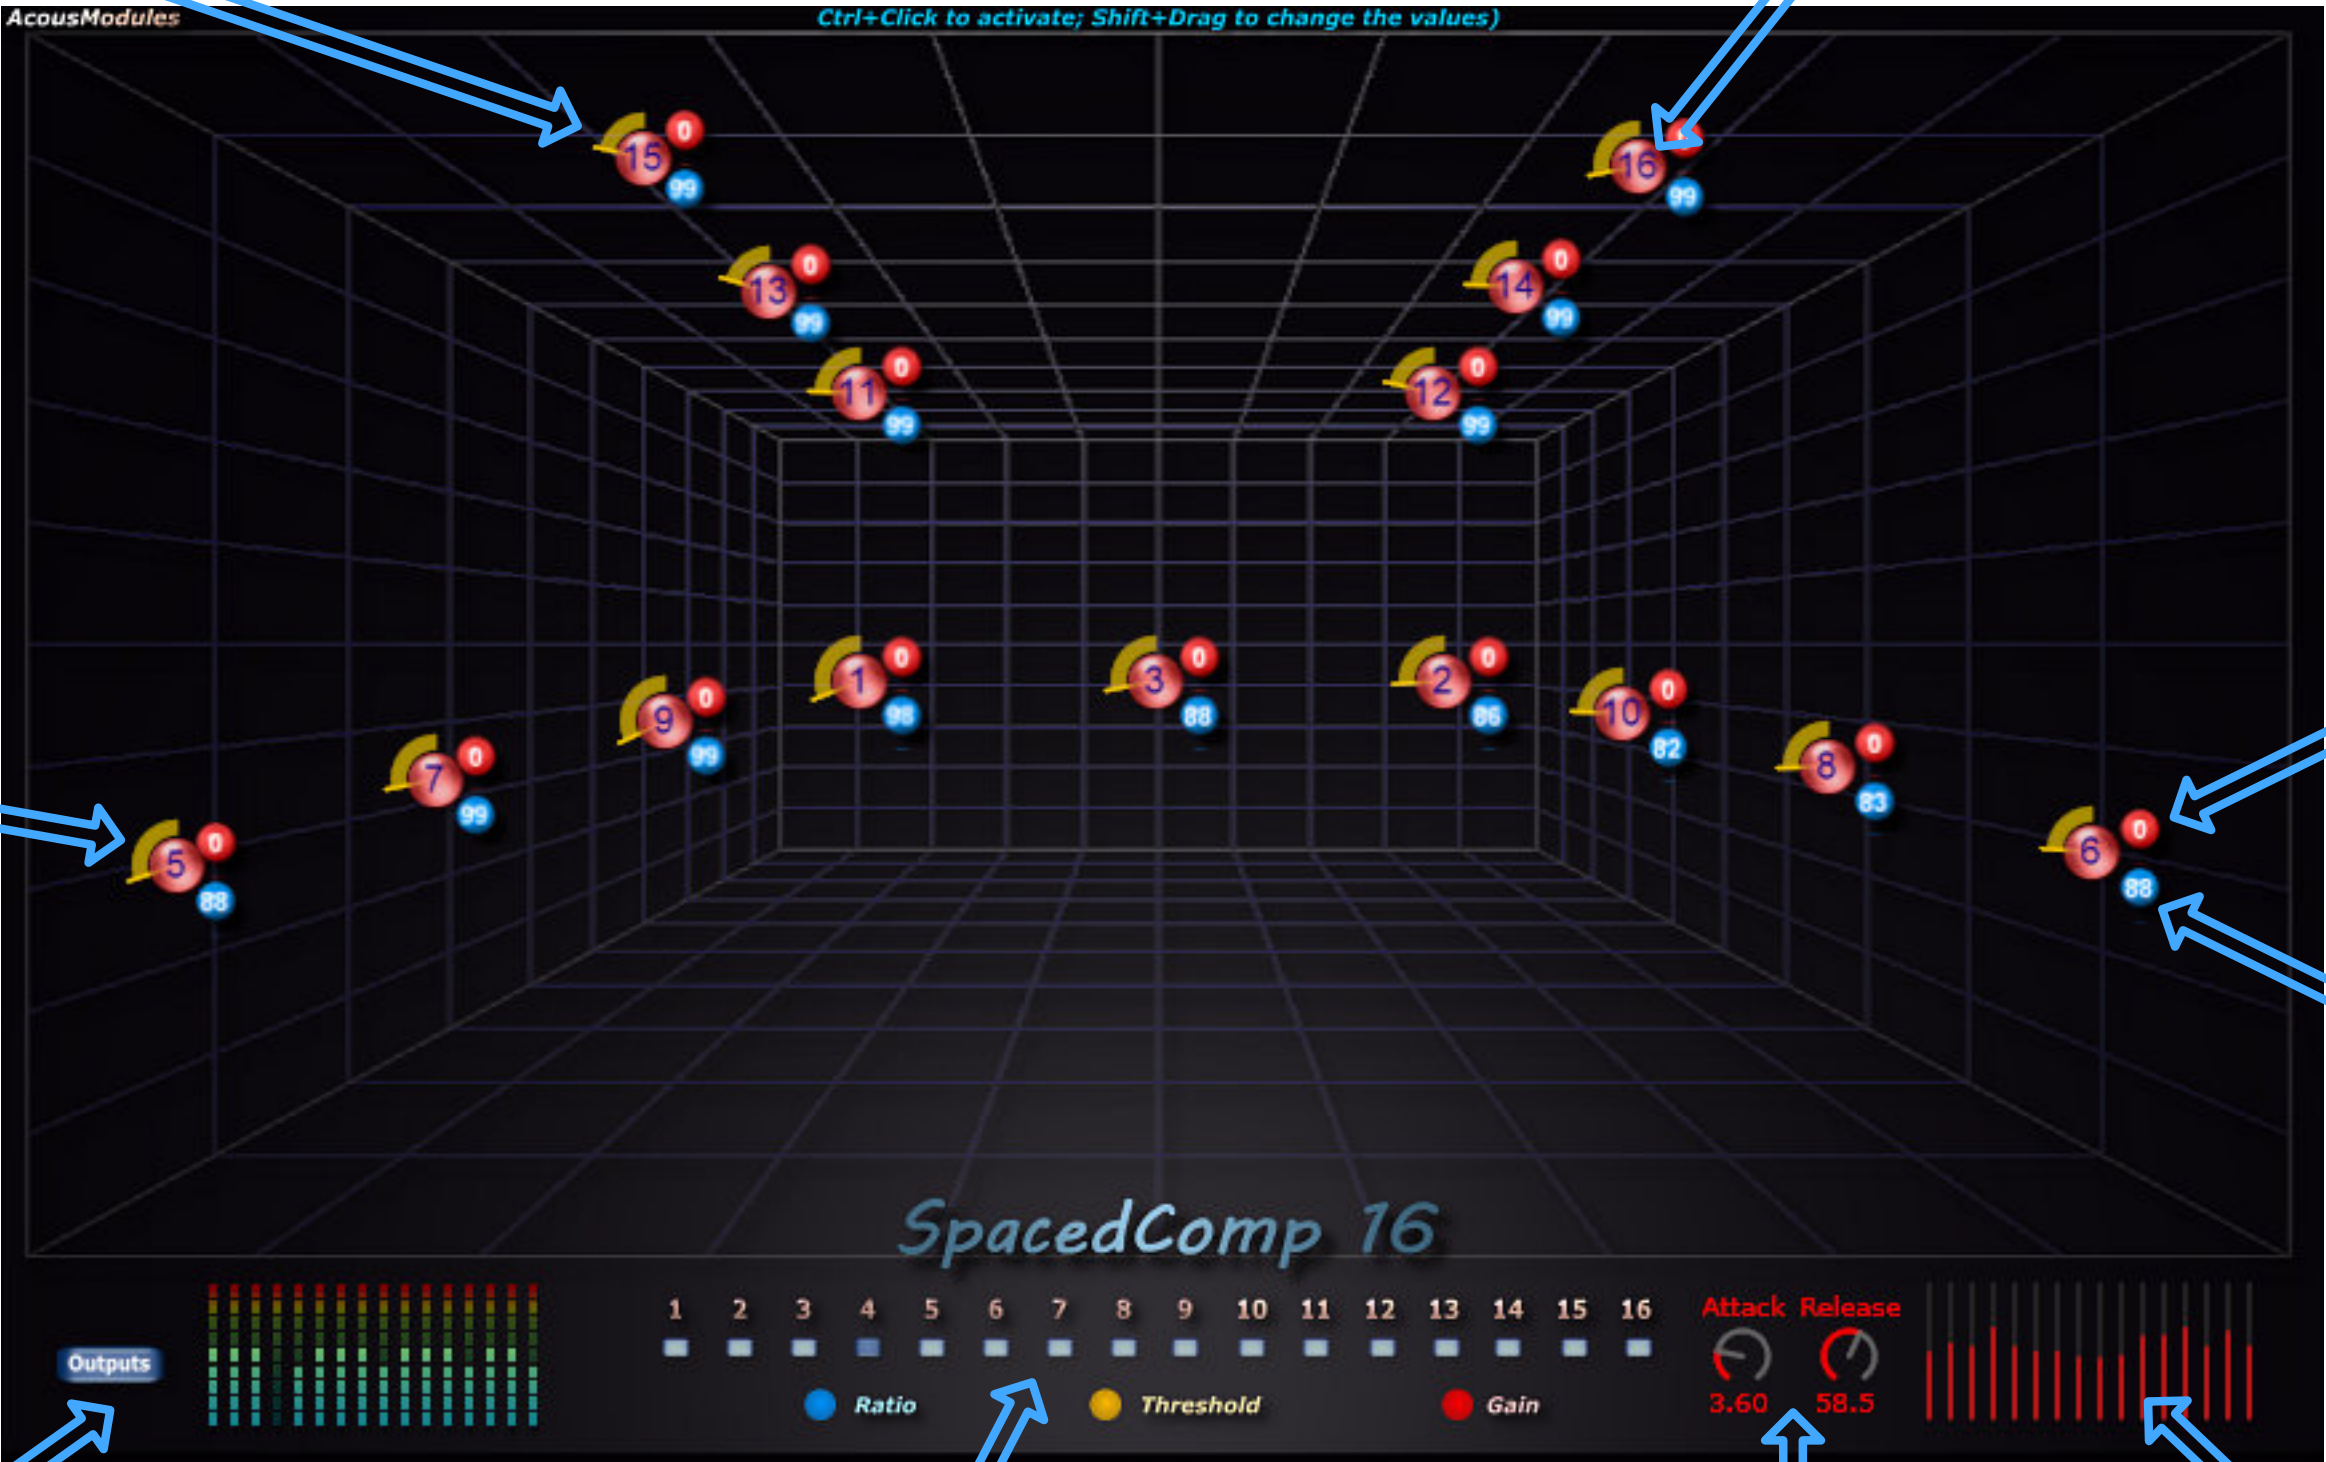 AcousModules
Ctrl+Click to activate; Shift+Drag to change the values)
15 0 99
16 99
13 0 99
14 0 99
11 0 99
12 0 99
1 0 98
3 0 88
2 0 86
9 0 99
10 0 82
7 0 99
8 0 83
5 0 88
6 0 88
SpacedComp 16
1 2 3 4 5 6 7 8 9 10 11 12 13 14 15 16
Attack Release
Outputs
Ratio Threshold Gain
3.60 58.5